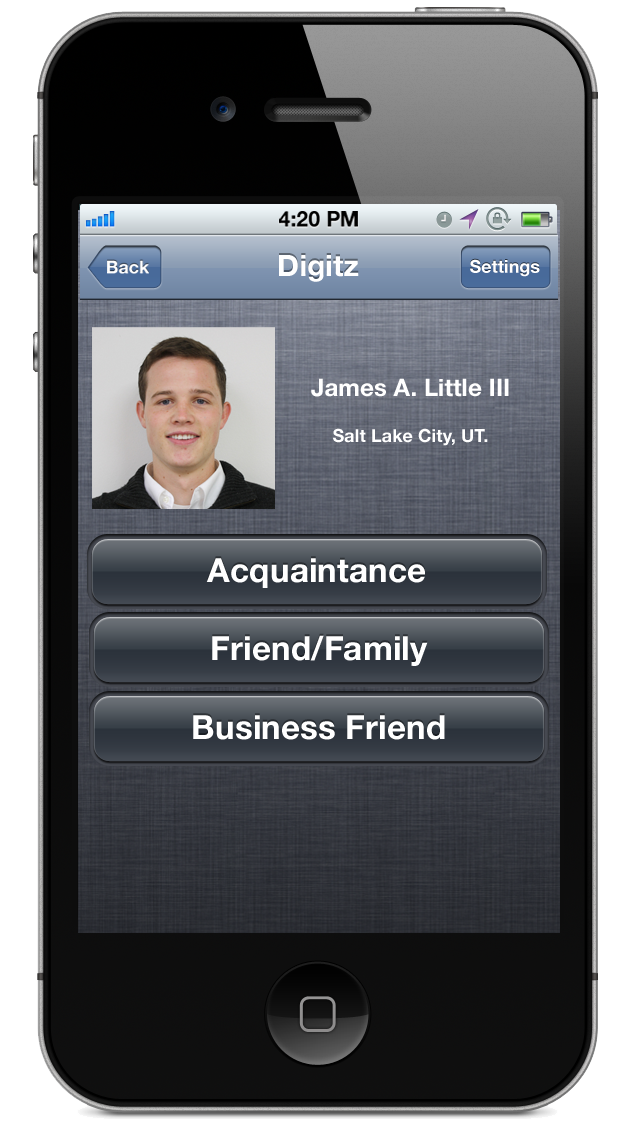 4:20 PM
Back
Digitz
Settings
James A. Little III
Salt Lake City, UT.
Acquaintance
Friend/Family
Business Friend